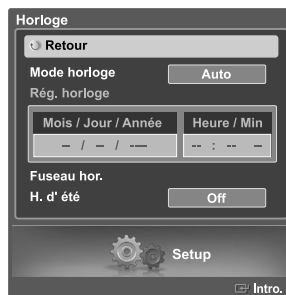 Horloge
Retour
Mode horloge Auto
Rég. horloge
Mois / Jour / Année Heure / Min
– / – / -–– -- : -- –
Fuseau hor.
H. d' été Off
Setup
Intro.